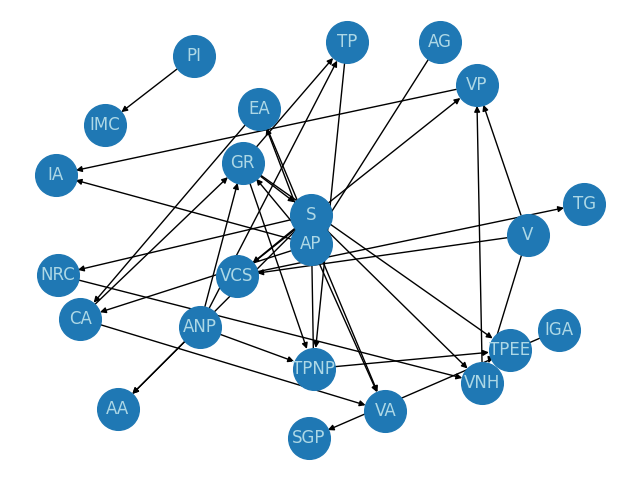 TP
AG
PI
VP
EA
IMC
GR
IA
TG
S
V
AP
NRC
VCS
CA
ANP
IGA
TPEE
TPNP
VNH
AA
VA
SGP